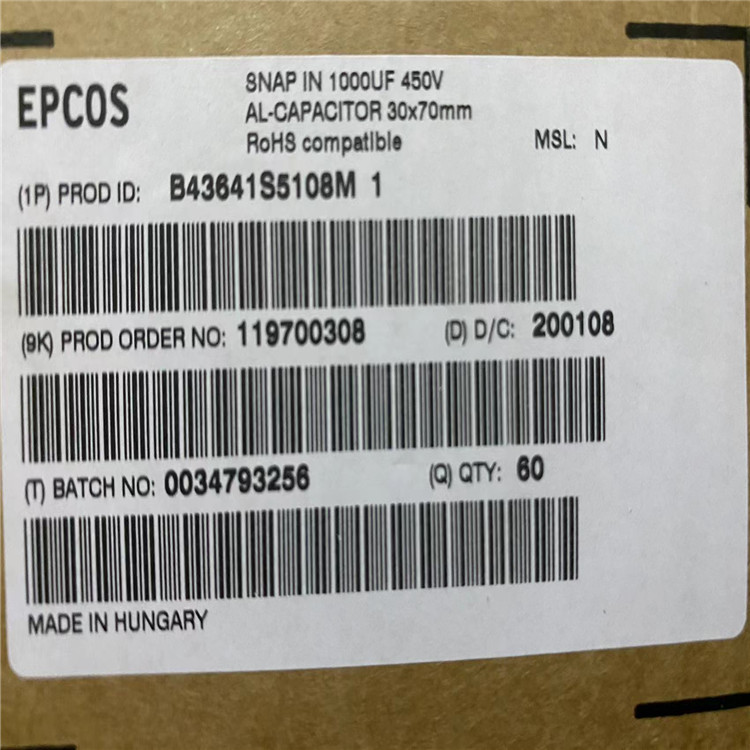 EPCOS
SNAP IN 1000UF 450V
AL-CAPACITOR 30x70mm
RoHS compatible
MSL: N
(1P) PROD ID: B43641S5108M 1
(9K) PROD ORDER NO: 119700308 (D) D/C: 200108
(T) BATCH NO: 0034793256 (Q) QTY: 60
MADE IN HUNGARY